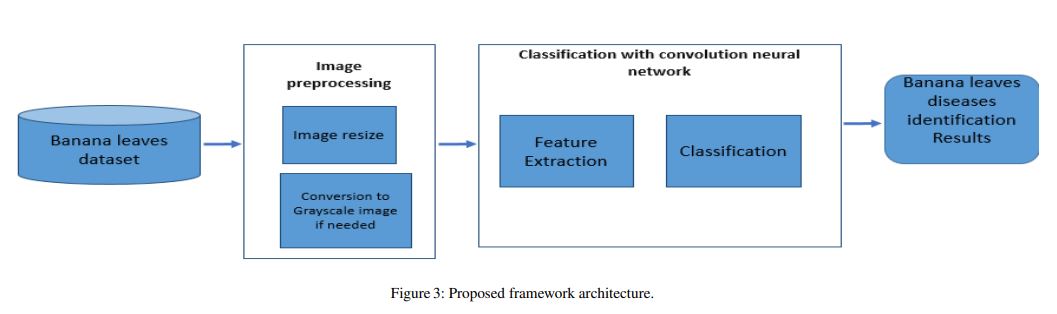 Banana leaves
dataset
Image
preprocessing
Image resize
Conversion to
Grayscale image
if needed
Classification with convolution neural
network
Feature
Extraction
Classification
Banana leaves
diseases
identification
Results
Figure 3: Proposed framework architecture.